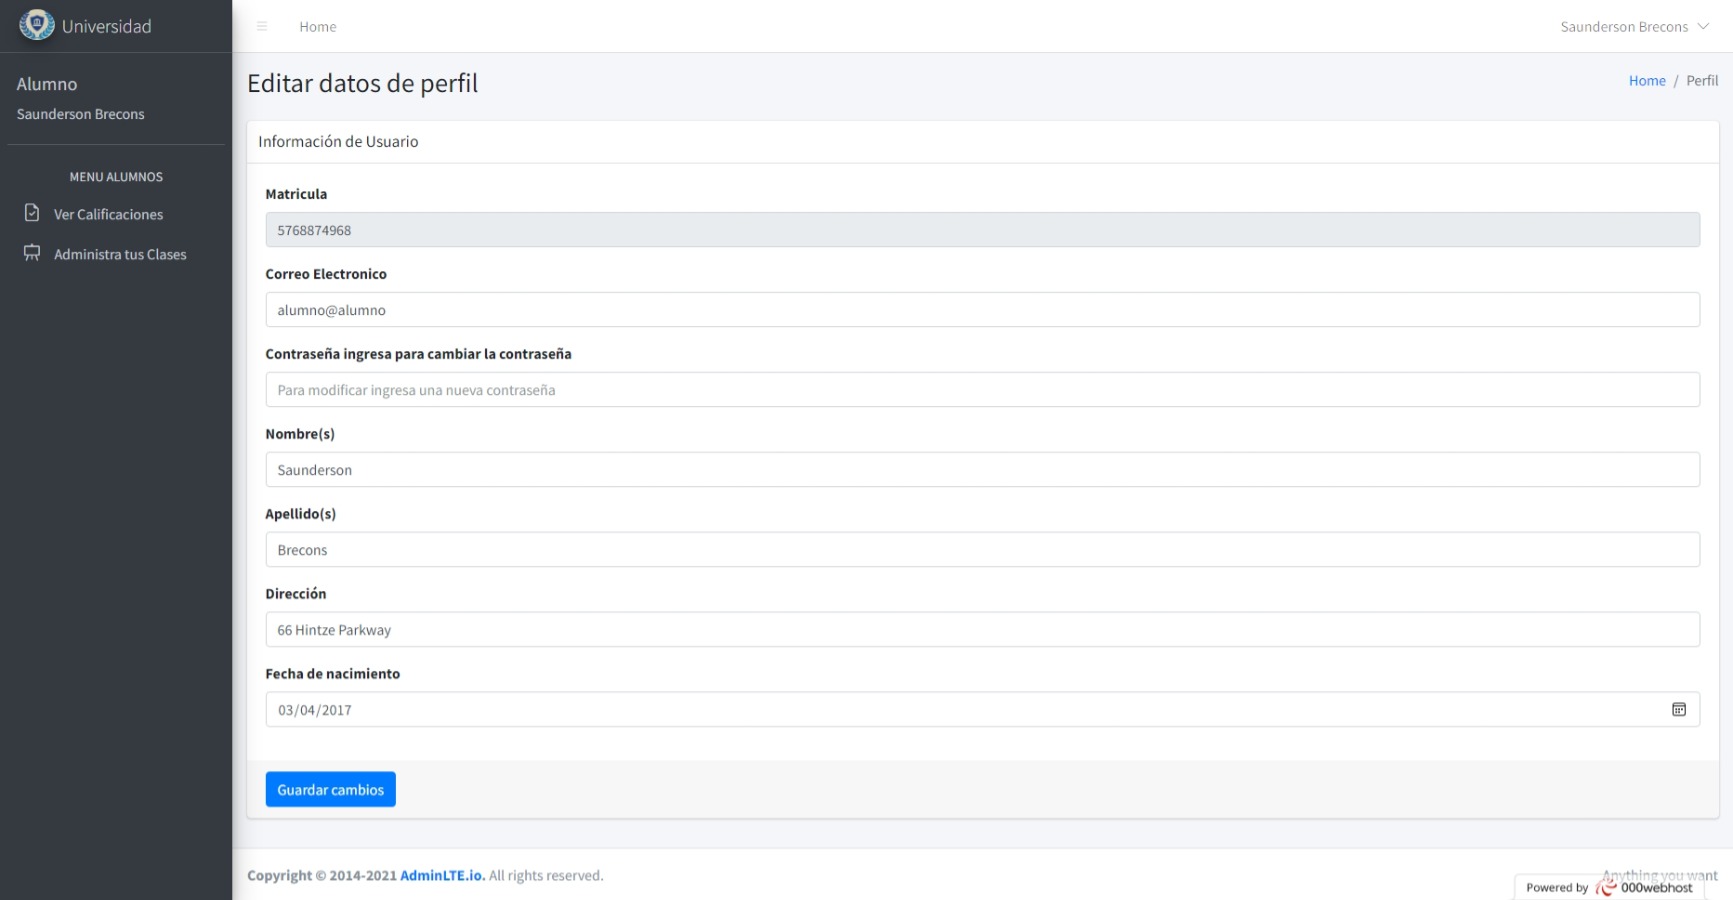 Universidad
Home
Saunderson Brecons
Alumno
Saunderson Brecons
MENU ALUMNOS
Ver Calificaciones
Administra tus Clases
Editar datos de perfil
Home / Perfil
Información de Usuario
Matricula
5768874968
Correo Electronico
alumno@alumno
Contraseña ingresa para cambiar la contraseña
Para modificar ingresa una nueva contraseña
Nombre(s)
Saunderson
Apellido(s)
Brecons
Dirección
66 Hintze Parkway
Fecha de nacimiento
03/04/2017
Guardar cambios
Copyright © 2014-2021 AdminLTE.io. All rights reserved.
Anything you want
Powered by 000webhost